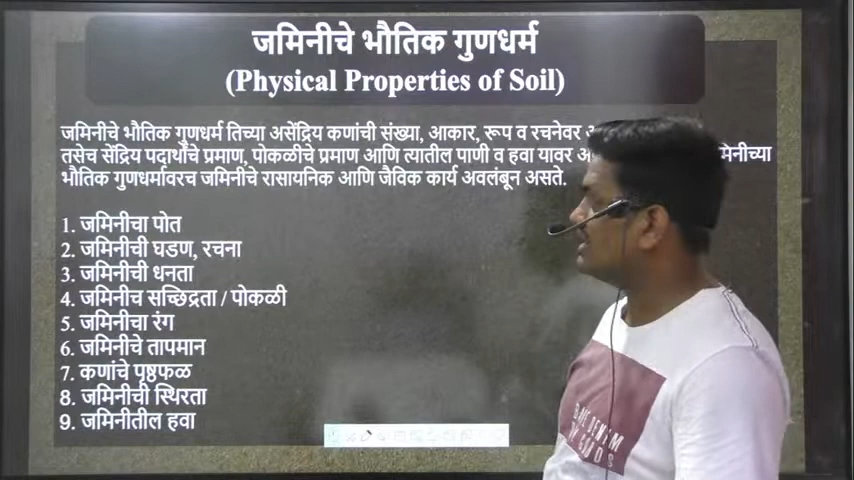 जमिनीचे भौतिक गुणधर्म
(Physical Properties of Soil)
जमिनीचे भौतिक गुणधर्म तिच्या असेंद्रिय कणांची संख्या, आकार, रूप व रचनेवर
तसेच सेंद्रिय पदार्थांचे प्रमाण, पोकळीचे प्रमाण आणि त्यातील पाणी व हवा यावर
भौतिक गुणधर्मावरच जमिनीचे रासायनिक आणि जैविक कार्य अवलंबून असते.
1. जमिनीचा पोत
2. जमिनीची घडण, रचना
3. जमिनीची धनता
4. जमिनीच सच्छिद्रता / पोकळी
5. जमिनीचा रंग
6. जमिनीचे तापमान
7. कणांचे पृष्ठफळ
8. जमिनीची स्थिरता
9. जमिनीतील हवा